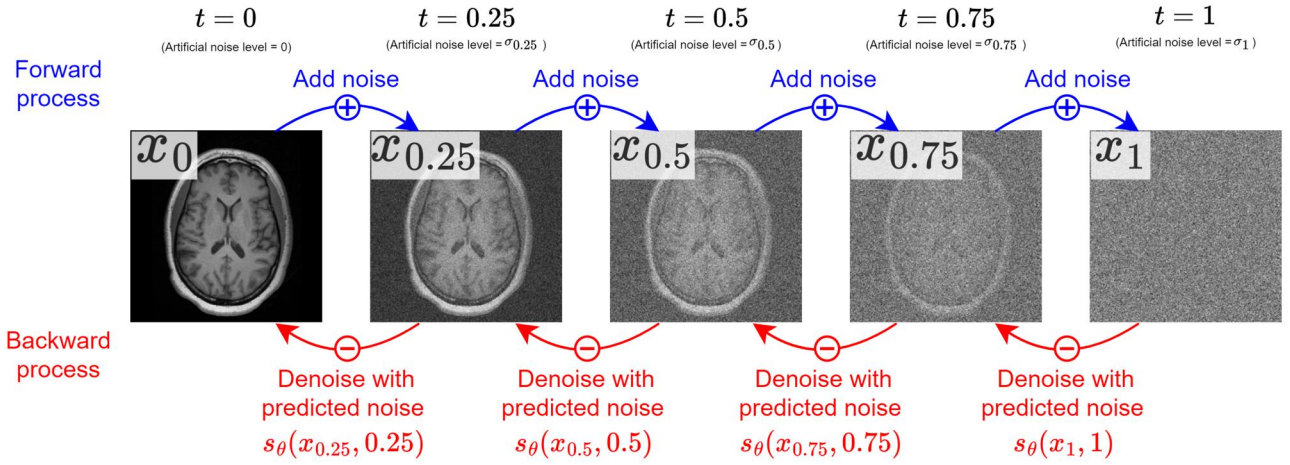 t = 0
(Artificial noise level = 0)
t = 0.25
(Artificial noise level = σ0.25 )
t = 0.5
(Artificial noise level = σ0.5 )
t = 0.75
(Artificial noise level = σ0.75 )
t = 1
(Artificial noise level = σ1 )
Forward
process
Add noise
Add noise
Add noise
Add noise
+
+
+
+
x0
x0.25
x0.5
x0.75
x1
Backward
process
−
−
−
−
Denoise with
predicted noise
sθ(x0.25, 0.25)
Denoise with
predicted noise
sθ(x0.5, 0.5)
Denoise with
predicted noise
sθ(x0.75, 0.75)
Denoise with
predicted noise
sθ(x1, 1)